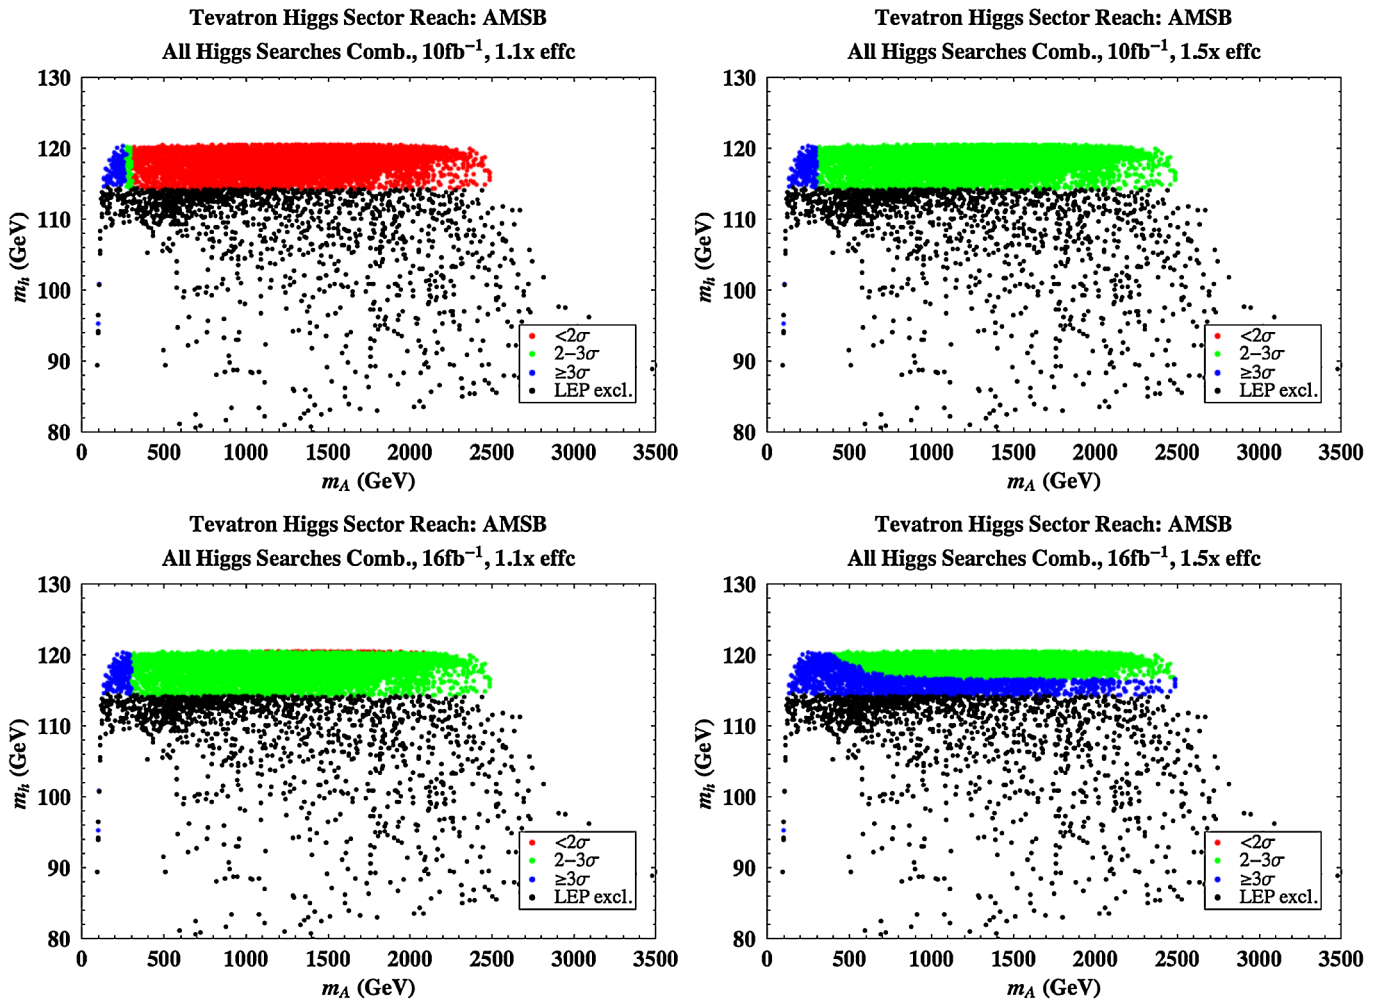 Tevatron Higgs Sector Reach: AMSB
All Higgs Searches Comb., 10fb⁻¹, 1.1x effc
130
120
110
100
90
80
m_h (GeV)
<2σ
2−3σ
≥3σ
LEP excl.
0 500 1000 1500 2000 2500 3000 3500
m_A (GeV)
Tevatron Higgs Sector Reach: AMSB
All Higgs Searches Comb., 10fb⁻¹, 1.5x effc
130
120
110
100
90
80
m_h (GeV)
<2σ
2−3σ
≥3σ
LEP excl.
0 500 1000 1500 2000 2500 3000 3500
m_A (GeV)
Tevatron Higgs Sector Reach: AMSB
All Higgs Searches Comb., 16fb⁻¹, 1.1x effc
130
120
110
100
90
80
m_h (GeV)
<2σ
2−3σ
≥3σ
LEP excl.
0 500 1000 1500 2000 2500 3000 3500
m_A (GeV)
Tevatron Higgs Sector Reach: AMSB
All Higgs Searches Comb., 16fb⁻¹, 1.5x effc
130
120
110
100
90
80
m_h (GeV)
<2σ
2−3σ
≥3σ
LEP excl.
0 500 1000 1500 2000 2500 3000 3500
m_A (GeV)